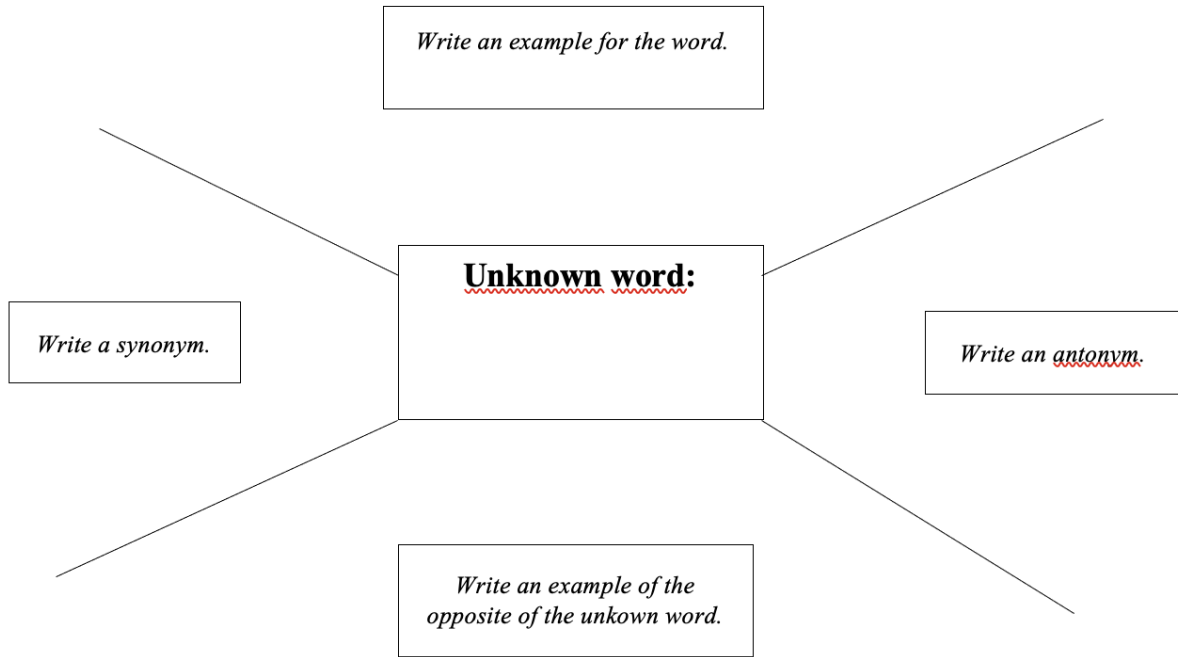 Write an example for the word.
Unknown word:
Write a synonym.
Write an antonym.
Write an example of the
opposite of the unkown word.